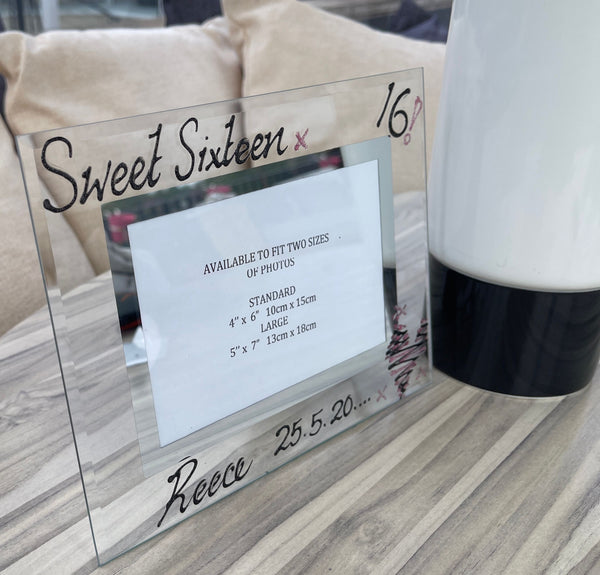 Sweet Sixteen x
16!
AVAILABLE TO FIT TWO SIZES
OF PHOTOS
STANDARD
4" x 6" 10cm x 15cm
LARGE
5" x 7" 13cm x 18cm
Reece 25.5.20....